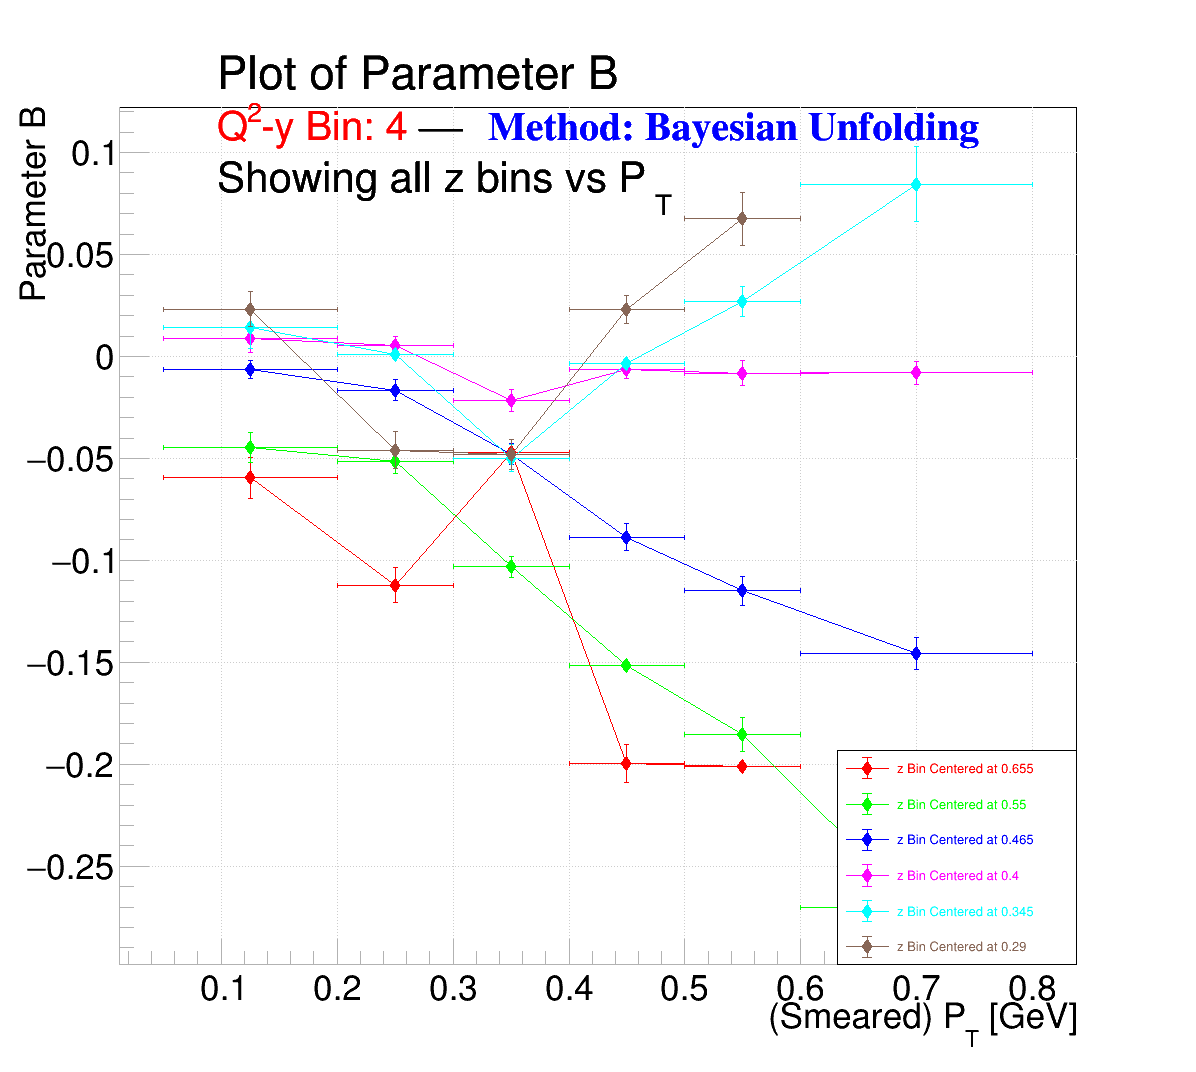 Plot of Parameter B
Q²-y Bin: 4 — Method: Bayesian Unfolding
Showing all z bins vs P_T
Parameter B
0.1
0.05
0
−0.05
−0.1
−0.15
−0.2
−0.25
z Bin Centered at 0.655
z Bin Centered at 0.55
z Bin Centered at 0.465
z Bin Centered at 0.4
z Bin Centered at 0.345
z Bin Centered at 0.29
0.1 0.2 0.3 0.4 0.5 0.6 0.7 0.8
(Smeared) P_T [GeV]